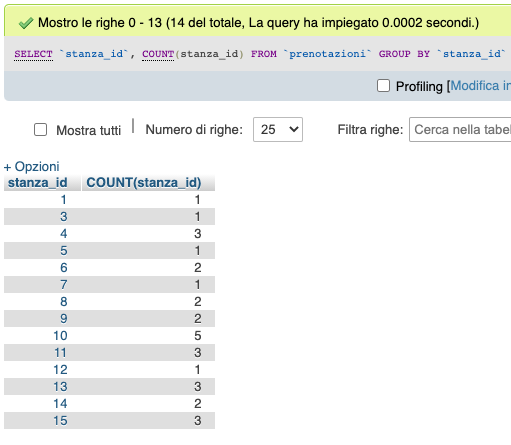 Mostro le righe 0 - 13 (14 del totale, La query ha impiegato 0.0002 secondi.)
SELECT `stanza_id`, COUNT(stanza_id) FROM `prenotazioni` GROUP BY `stanza_id`
Profiling [Modifica in
Mostra tutti | Numero di righe: 25 Filtra righe: Cerca nella tabel
+ Opzioni
stanza_id COUNT(stanza_id)
1 1
3 1
4 3
5 1
6 2
7 1
8 2
9 2
10 5
11 3
12 1
13 3
14 2
15 3